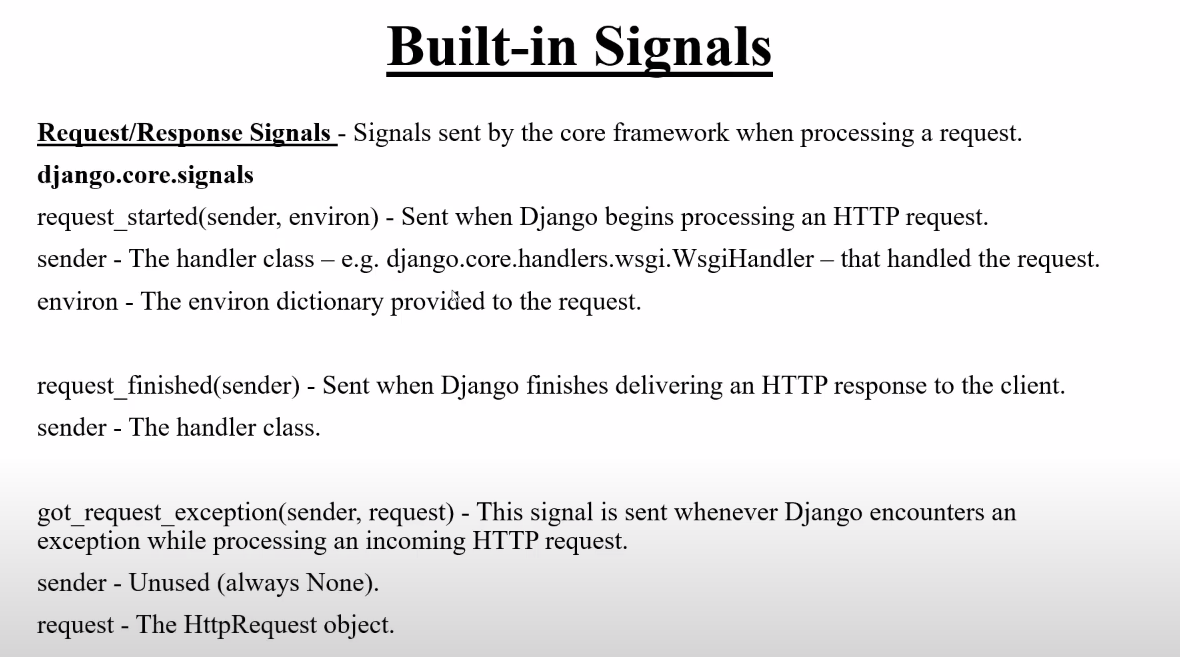 Built-in Signals
Request/Response Signals - Signals sent by the core framework when processing a request.
django.core.signals
request_started(sender, environ) - Sent when Django begins processing an HTTP request.
sender - The handler class – e.g. django.core.handlers.wsgi.WsgiHandler – that handled the request.
environ - The environ dictionary provided to the request.
request_finished(sender) - Sent when Django finishes delivering an HTTP response to the client.
sender - The handler class.
got_request_exception(sender, request) - This signal is sent whenever Django encounters an
exception while processing an incoming HTTP request.
sender - Unused (always None).
request - The HttpRequest object.